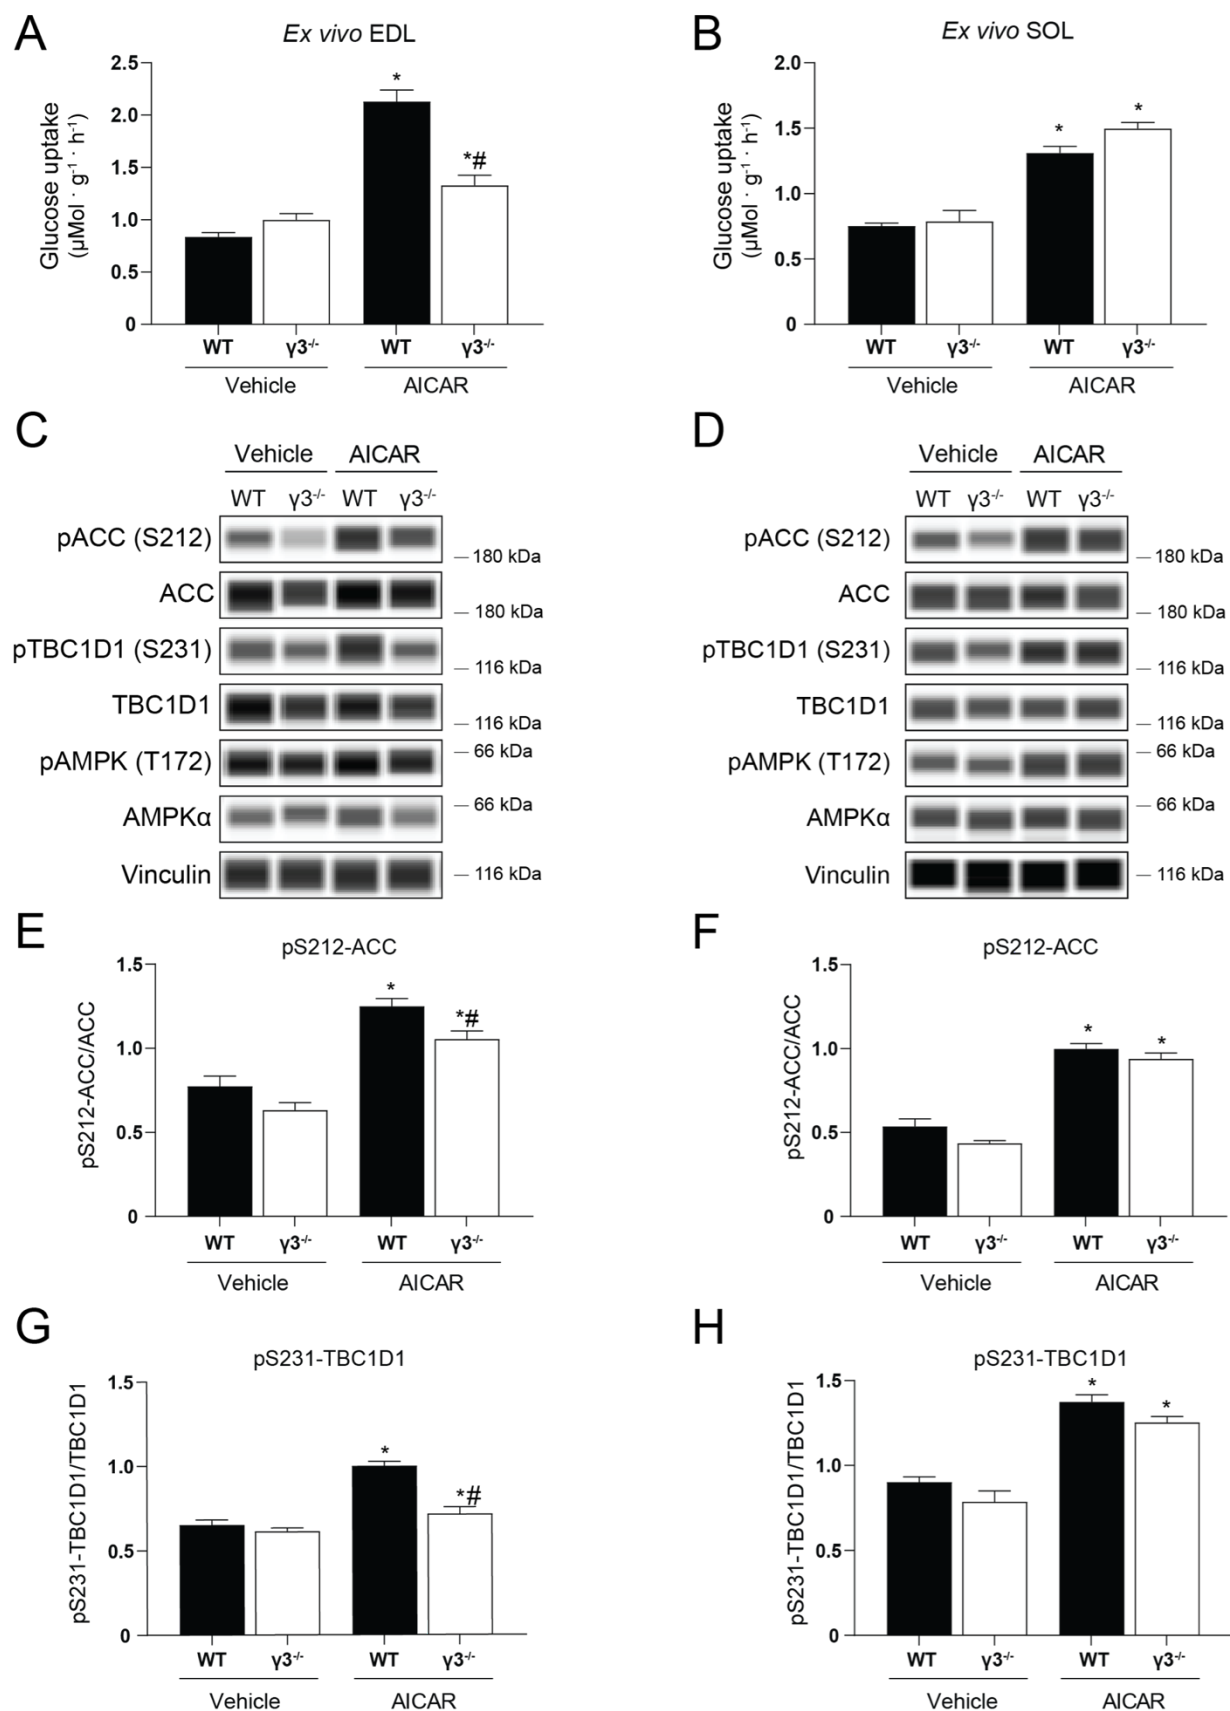 A
Ex vivo EDL
Glucose uptake
(µMol · g⁻¹ · h⁻¹)
2.5
2.0
1.5
1.0
0.5
0
*
*#
WT γ3⁻/⁻ WT γ3⁻/⁻
Vehicle AICAR
B
Ex vivo SOL
Glucose uptake
(µMol · g⁻¹ · h⁻¹)
2.0
1.5
1.0
0.5
0
*
*
WT γ3⁻/⁻ WT γ3⁻/⁻
Vehicle AICAR
C
Vehicle AICAR
WT γ3⁻/⁻ WT γ3⁻/⁻
pACC (S212) — 180 kDa
ACC — 180 kDa
pTBC1D1 (S231) — 116 kDa
TBC1D1 — 116 kDa
pAMPK (T172) — 66 kDa
AMPKα — 66 kDa
Vinculin — 116 kDa
D
Vehicle AICAR
WT γ3⁻/⁻ WT γ3⁻/⁻
pACC (S212) — 180 kDa
ACC — 180 kDa
pTBC1D1 (S231) — 116 kDa
TBC1D1 — 116 kDa
pAMPK (T172) — 66 kDa
AMPKα — 66 kDa
Vinculin — 116 kDa
E
pS212-ACC
pS212-ACC/ACC
1.5
1.0
0.5
0
*
*#
WT γ3⁻/⁻ WT γ3⁻/⁻
Vehicle AICAR
F
pS212-ACC
pS212-ACC/ACC
1.5
1.0
0.5
0
*
*
WT γ3⁻/⁻ WT γ3⁻/⁻
Vehicle AICAR
G
pS231-TBC1D1
pS231-TBC1D1/TBC1D1
1.5
1.0
0.5
0
*
*#
WT γ3⁻/⁻ WT γ3⁻/⁻
Vehicle AICAR
H
pS231-TBC1D1
pS231-TBC1D1/TBC1D1
1.5
1.0
0.5
0
*
*
WT γ3⁻/⁻ WT γ3⁻/⁻
Vehicle AICAR